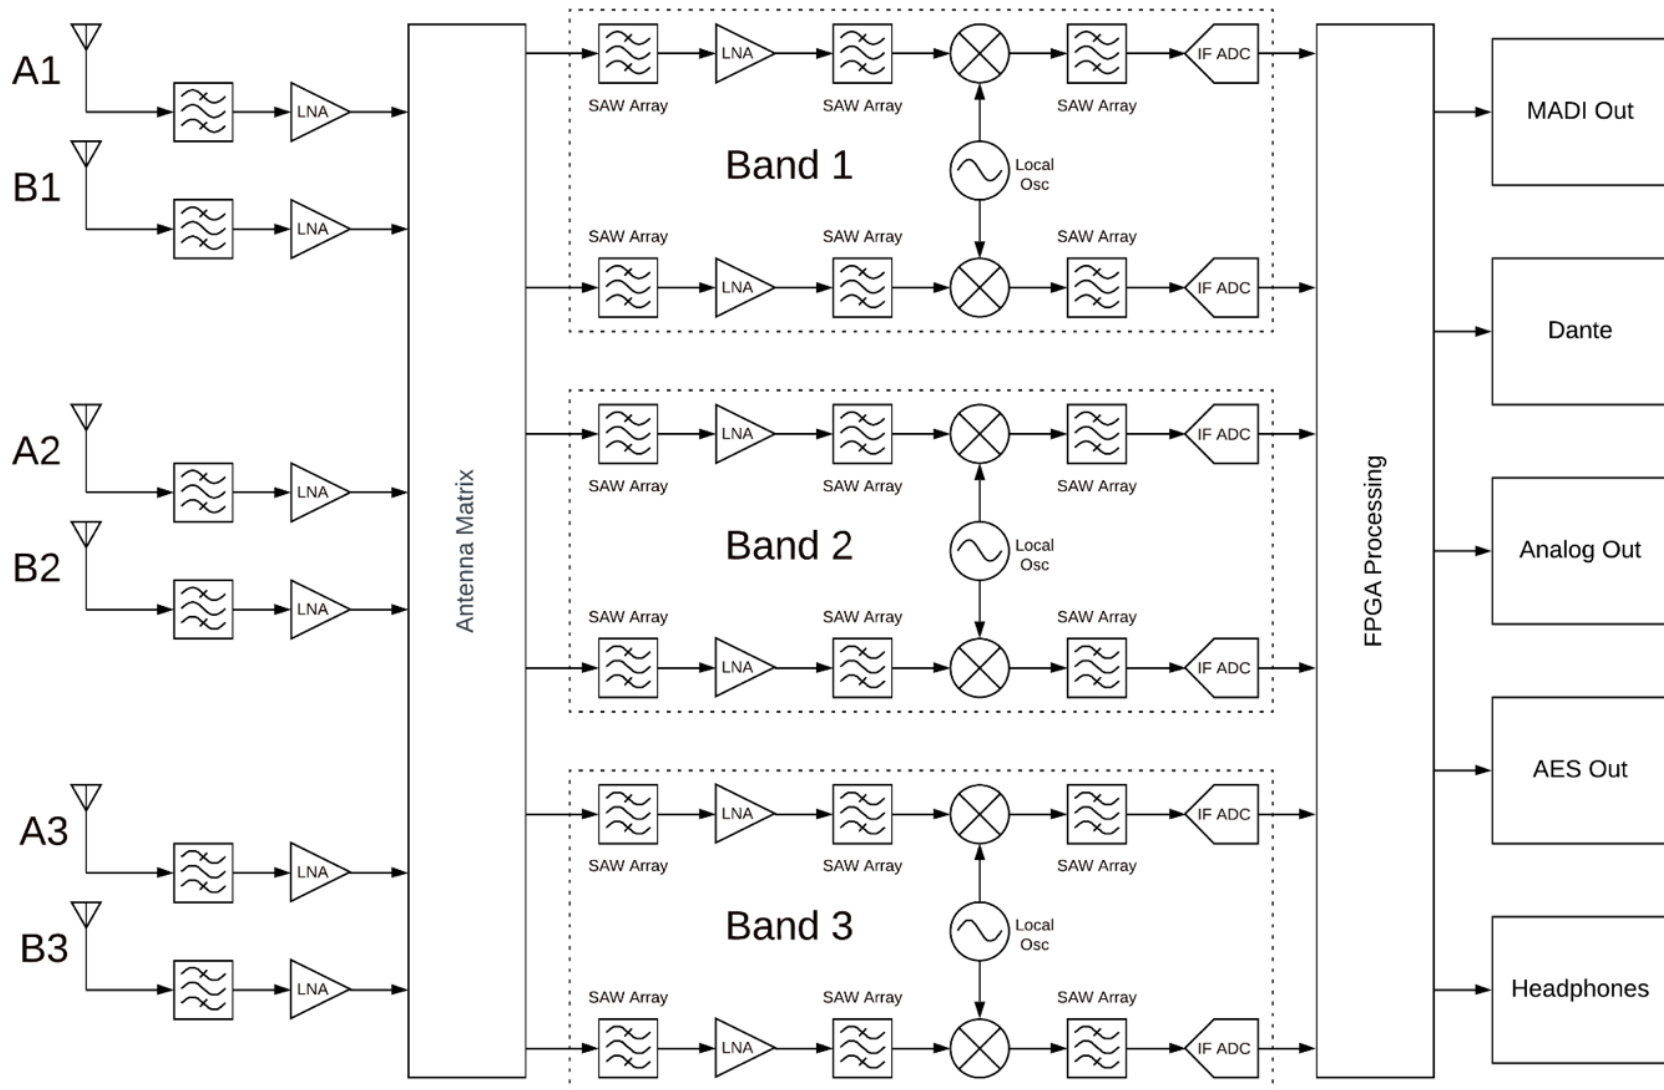 A1
LNA
B1
LNA
A2
LNA
B2
LNA
A3
LNA
B3
LNA
Antenna Matrix
LNA
IF ADC
SAW Array
SAW Array
SAW Array
Band 1
Local
Osc
SAW Array
SAW Array
SAW Array
LNA
IF ADC
LNA
IF ADC
SAW Array
SAW Array
SAW Array
Band 2
Local
Osc
SAW Array
SAW Array
SAW Array
LNA
IF ADC
LNA
IF ADC
SAW Array
SAW Array
SAW Array
Band 3
Local
Osc
SAW Array
SAW Array
SAW Array
LNA
IF ADC
FPGA Processing
MADI Out
Dante
Analog Out
AES Out
Headphones